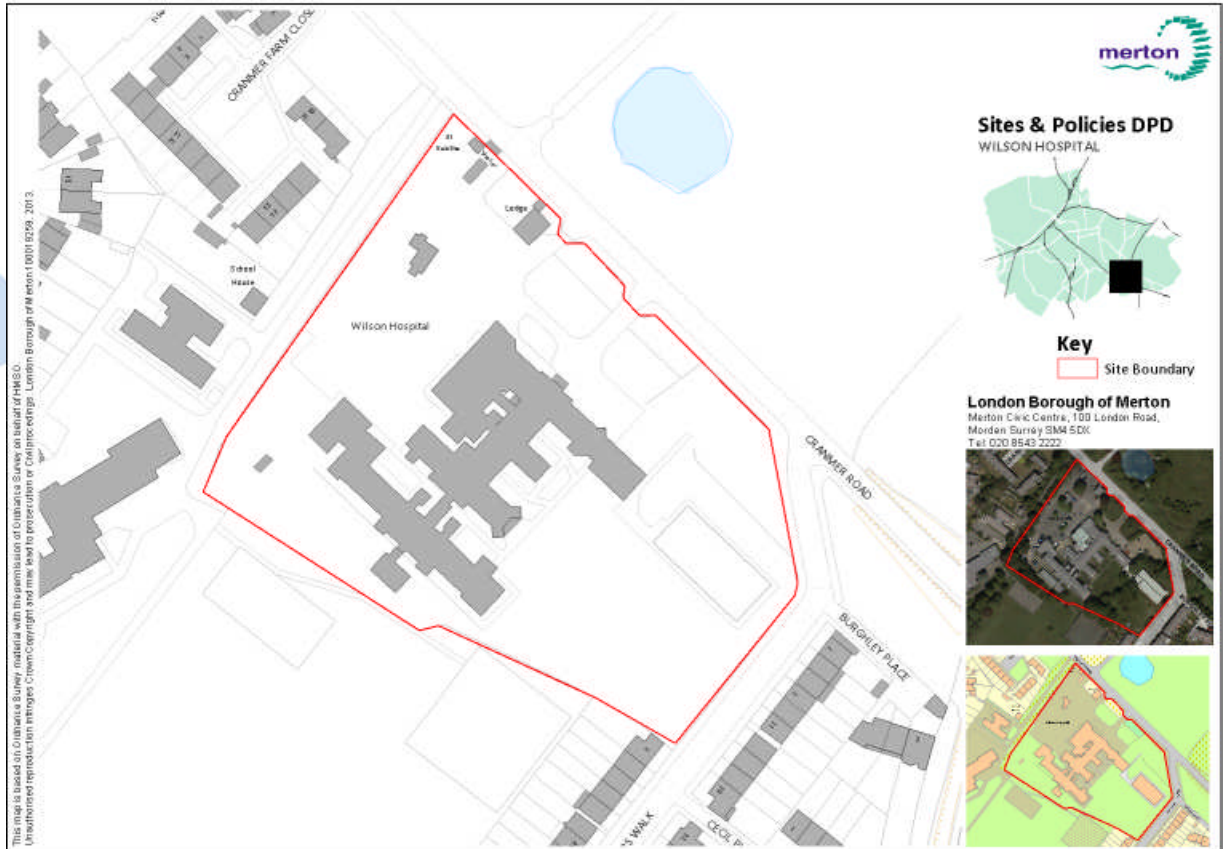 merton
Sites & Policies DPD
WILSON HOSPITAL
Key
Site Boundary
London Borough of Merton
Merton Civic Centre, 100 London Road,
Morden Surrey SM4 5DX
Tel: 020 8543 2222
CRANMER FARM CLOSE
Lodge
School
House
Wilson Hospital
CRANMER ROAD
BURGHLEY PLACE
CECIL
WALK
This map is based on Ordnance Survey material with the permission of Ordnance Survey on behalf of HMSO.
Unauthorised reproduction infringes Crown Copyright and may lead to prosecution or Civil proceedings. London Borough of Merton 100019259. 2013.